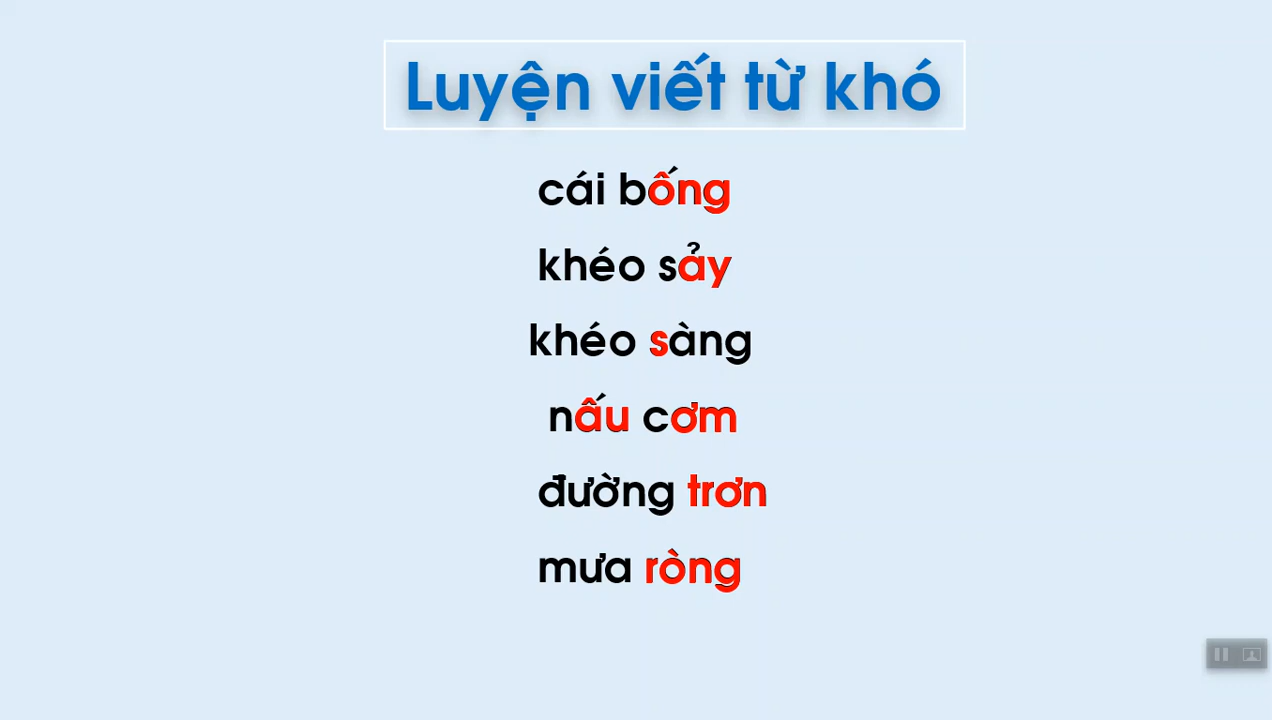 Luyện viết từ khó
cái bống
khéo sảy
khéo sàng
nấu cơm
đường trơn
mưa ròng